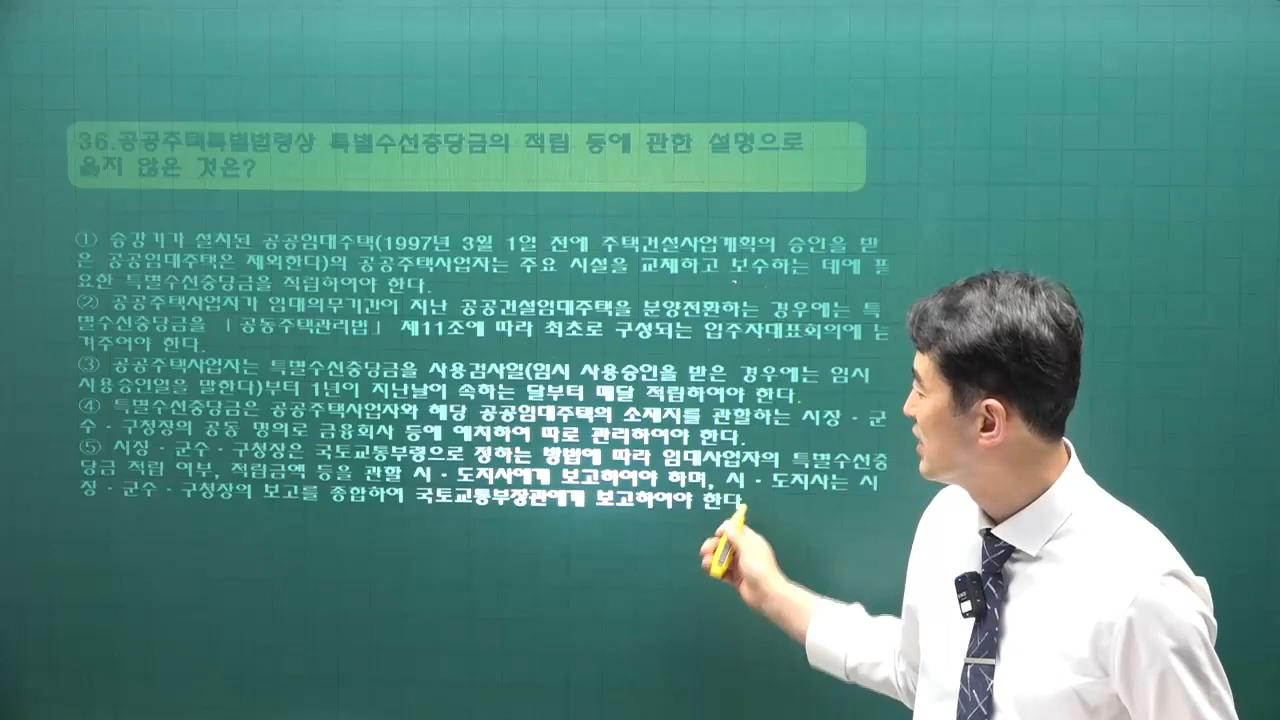 36.공공주택특별법령상 특별수선충당금의 적립 등에 관한 설명으로
옳지 않은 것은?
① 승강기가 설치된 공공임대주택(1997년 3월 1일 전에 주택건설사업계획의 승인을 받
은 공공임대주택은 제외한다)의 공공주택사업자는 주요 시설을 교체하고 보수하는 데에 필
요한 특별수선충당금을 적립하여야 한다.
② 공공주택사업자가 임대의무기간이 지난 공공건설임대주택을 분양전환하는 경우에는 특
별수선충당금을 「공동주택관리법」 제11조에 따라 최초로 구성되는 입주자대표회의에 넘
겨주어야 한다.
③ 공공주택사업자는 특별수선충당금을 사용검사일(임시 사용승인을 받은 경우에는 임시
사용승인일을 말한다)부터 1년이 지난날이 속하는 달부터 매달 적립하여야 한다.
④ 특별수선충당금은 공공주택사업자와 해당 공공임대주택의 소재지를 관할하는 시장·군
수·구청장의 공동 명의로 금융회사 등에 예치하여 따로 관리하여야 한다.
⑤ 시장·군수·구청장은 국토교통부령으로 정하는 방법에 따라 임대사업자의 특별수선충
당금 적립 여부, 적립금액 등을 관할 시·도지사에게 보고하여야 하며, 시·도지사는 시
장·군수·구청장의 보고를 종합하여 국토교통부장관에게 보고하여야 한다.